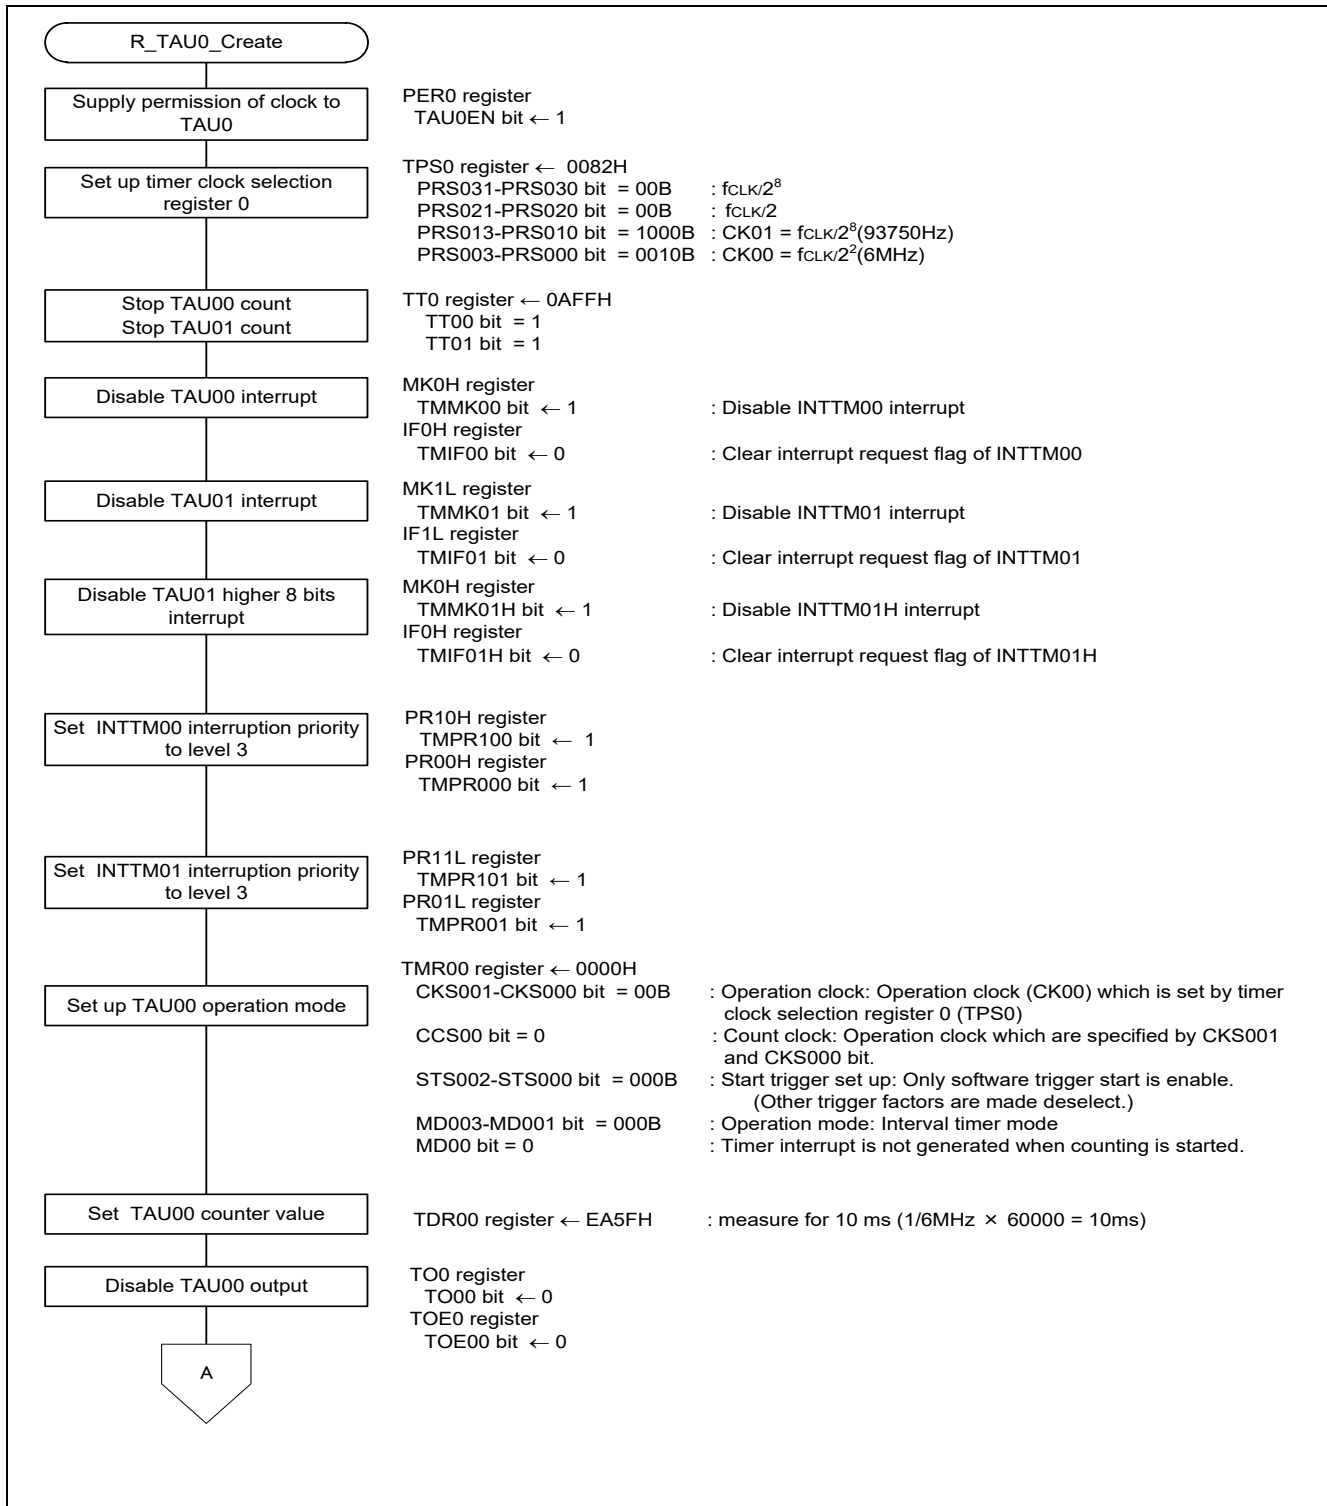 R_TAU0_Create
Supply permission of clock to
TAU0
PER0 register
TAU0EN bit ← 1
Set up timer clock selection
register 0
TPS0 register ← 0082H
PRS031-PRS030 bit = 00B : fCLK/2⁸
PRS021-PRS020 bit = 00B : fCLK/2
PRS013-PRS010 bit = 1000B : CK01 = fCLK/2⁸(93750Hz)
PRS003-PRS000 bit = 0010B : CK00 = fCLK/2²(6MHz)
Stop TAU00 count
Stop TAU01 count
TT0 register ← 0AFFH
TT00 bit = 1
TT01 bit = 1
Disable TAU00 interrupt
MK0H register
TMMK00 bit ← 1 : Disable INTTM00 interrupt
IF0H register
TMIF00 bit ← 0 : Clear interrupt request flag of INTTM00
Disable TAU01 interrupt
MK1L register
TMMK01 bit ← 1 : Disable INTTM01 interrupt
IF1L register
TMIF01 bit ← 0 : Clear interrupt request flag of INTTM01
Disable TAU01 higher 8 bits
interrupt
MK0H register
TMMK01H bit ← 1 : Disable INTTM01H interrupt
IF0H register
TMIF01H bit ← 0 : Clear interrupt request flag of INTTM01H
Set INTTM00 interruption priority
to level 3
PR10H register
TMPR100 bit ← 1
PR00H register
TMPR000 bit ← 1
Set INTTM01 interruption priority
to level 3
PR11L register
TMPR101 bit ← 1
PR01L register
TMPR001 bit ← 1
Set up TAU00 operation mode
TMR00 register ← 0000H
CKS001-CKS000 bit = 00B : Operation clock: Operation clock (CK00) which is set by timer
clock selection register 0 (TPS0)
CCS00 bit = 0 : Count clock: Operation clock which are specified by CKS001
and CKS000 bit.
STS002-STS000 bit = 000B : Start trigger set up: Only software trigger start is enable.
(Other trigger factors are made deselect.)
MD003-MD001 bit = 000B : Operation mode: Interval timer mode
MD00 bit = 0 : Timer interrupt is not generated when counting is started.
Set TAU00 counter value
TDR00 register ← EA5FH : measure for 10 ms (1/6MHz × 60000 = 10ms)
Disable TAU00 output
TO0 register
TO00 bit ← 0
TOE0 register
TOE00 bit ← 0
A